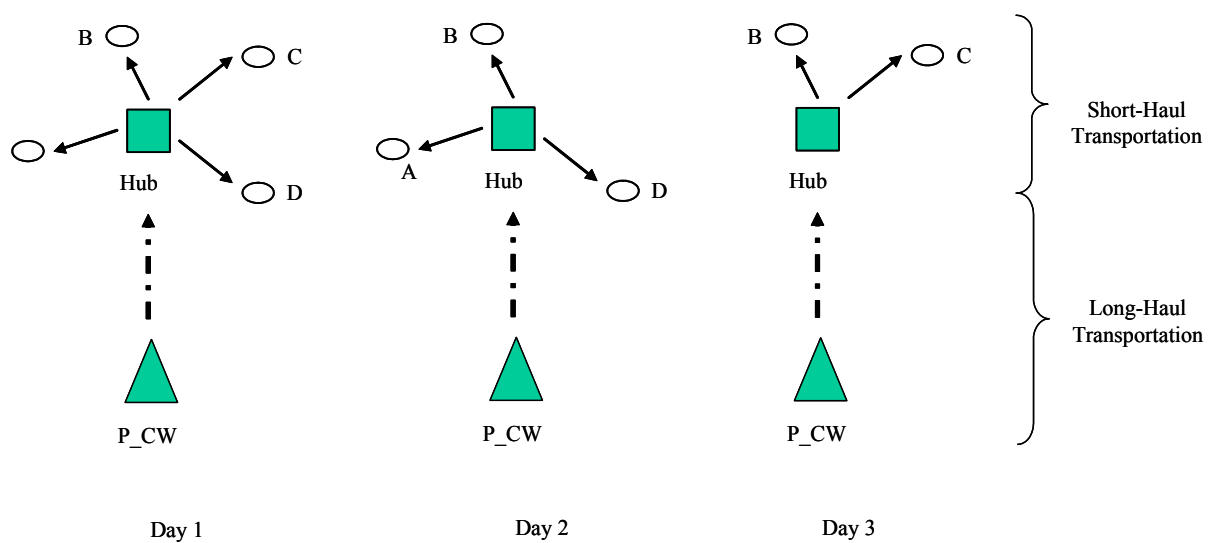 B
C
D
Hub
P_CW
Day 1
B
A
D
Hub
P_CW
Day 2
B
C
Hub
P_CW
Day 3
Short-Haul
Transportation
Long-Haul
Transportation